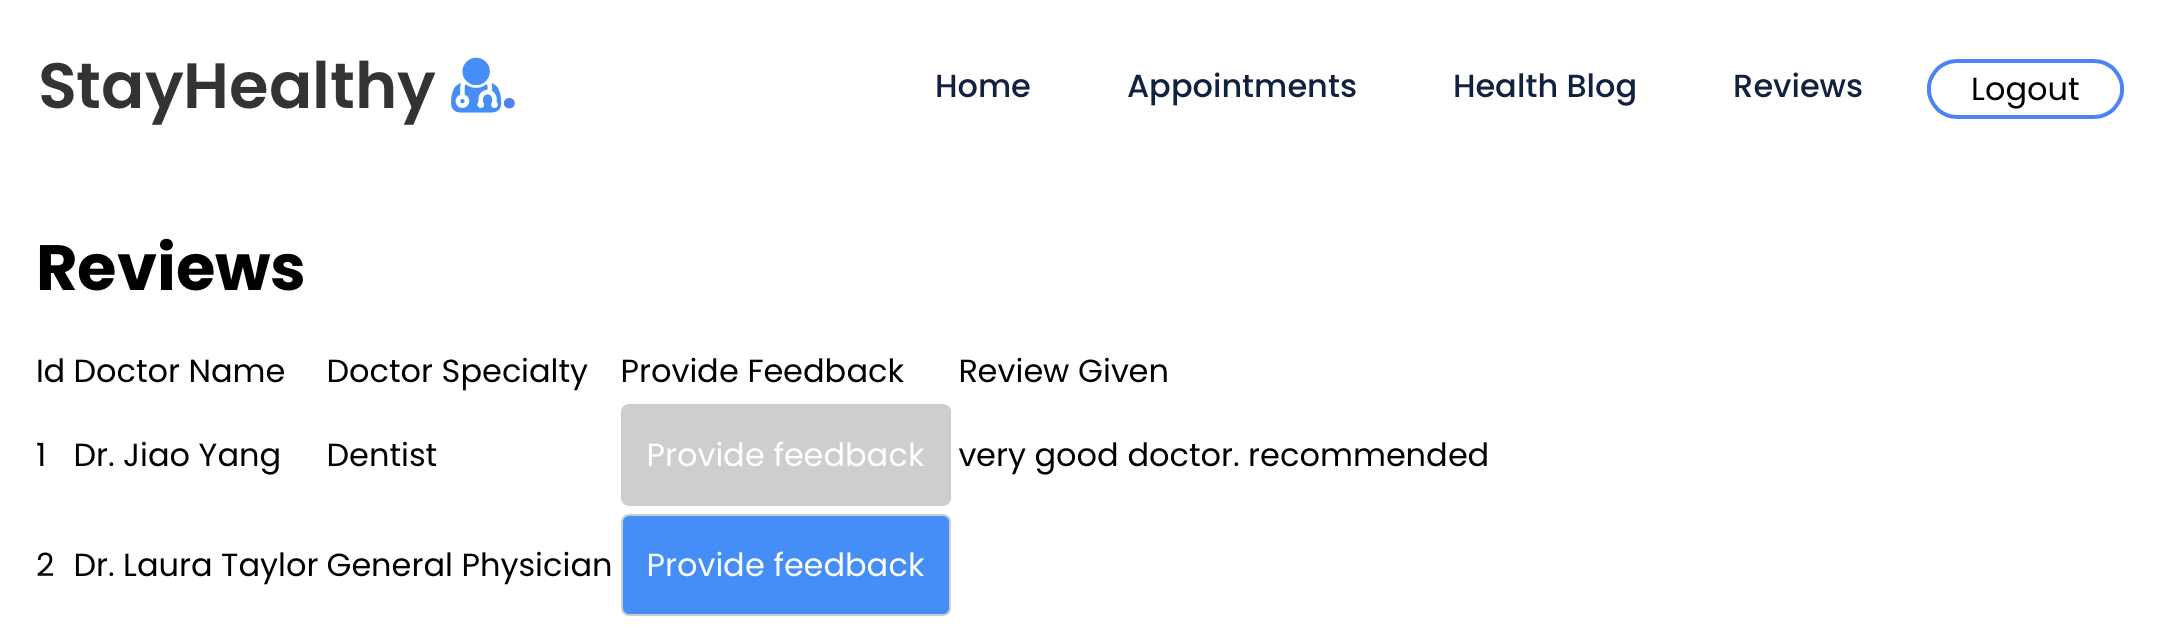 StayHealthy
Home Appointments Health Blog Reviews Logout
Reviews
Id Doctor Name Doctor Specialty Provide Feedback Review Given
1 Dr. Jiao Yang Dentist Provide feedback very good doctor. recommended
2 Dr. Laura Taylor General Physician Provide feedback